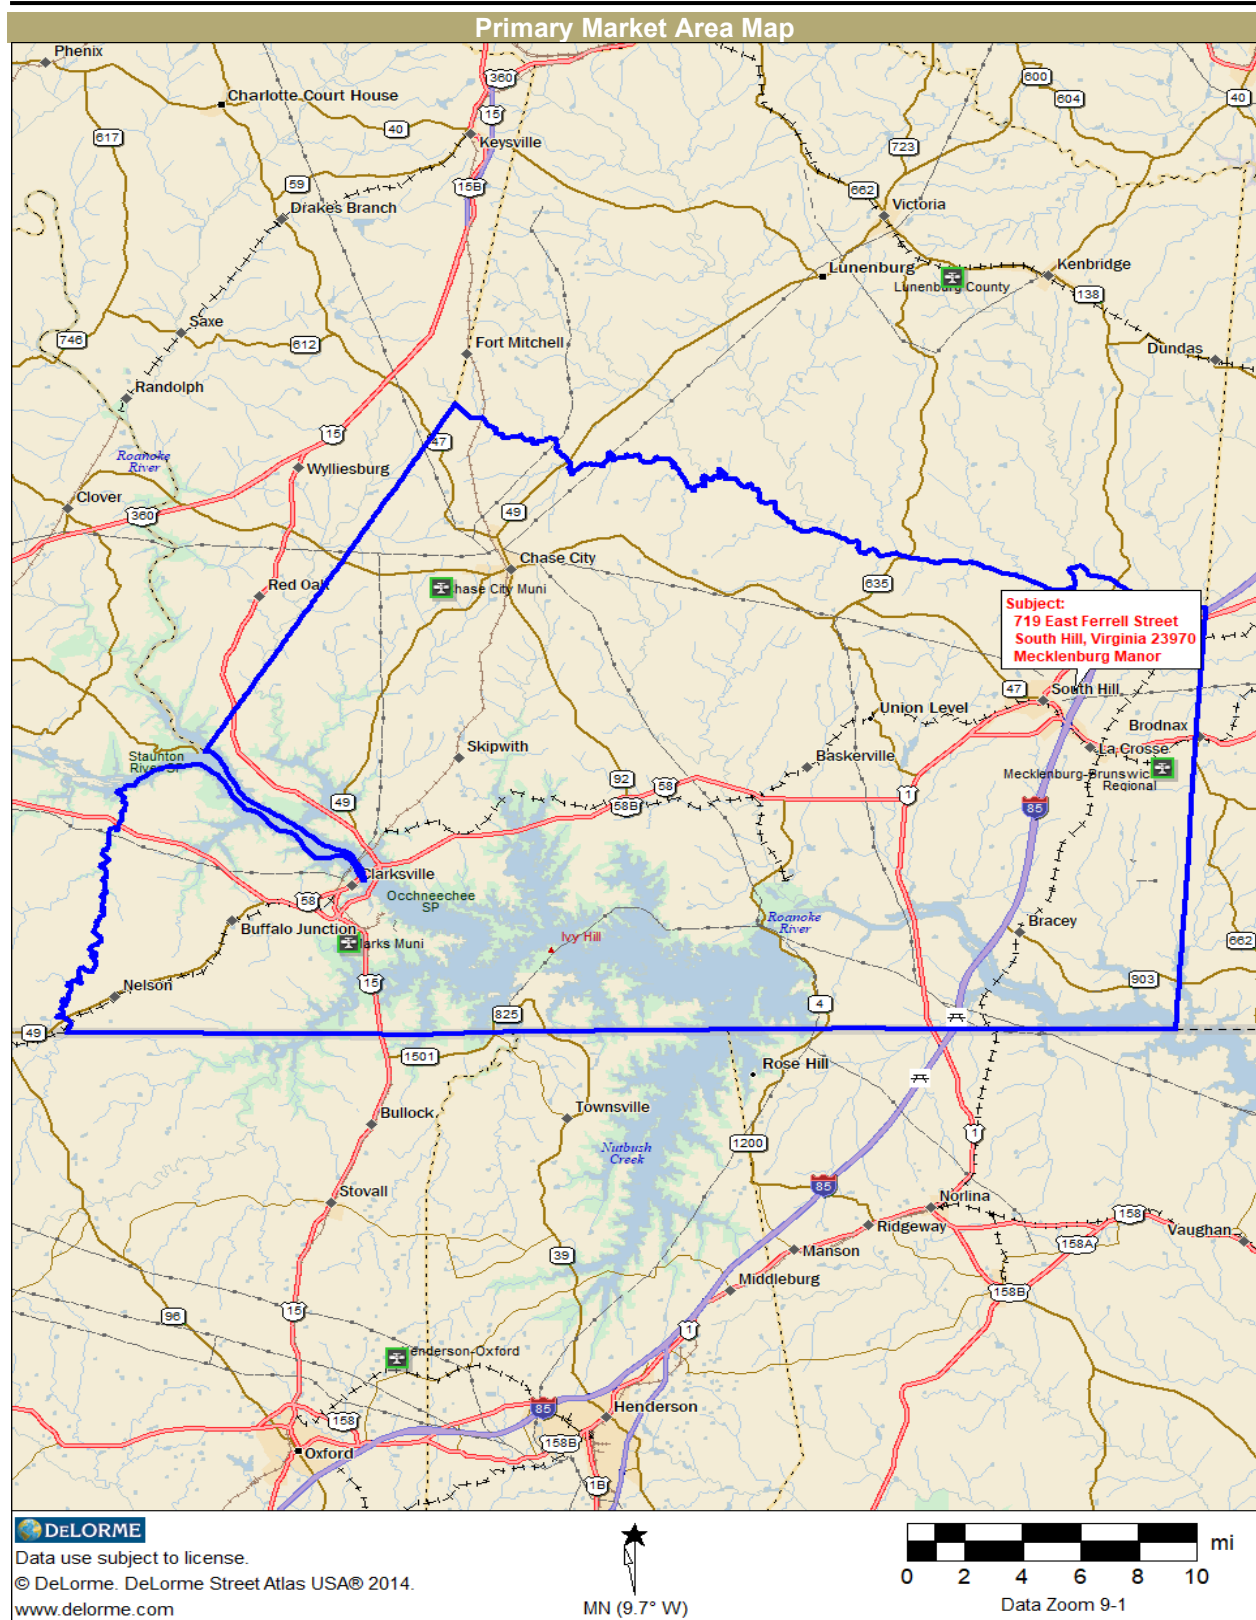 Primary Market Area Map
Phenix
360
600
Charlotte Court House
604
40
15
40
617
Keysville
723
59
15B
662
Drakes Branch
Victoria
Lunenburg
Kenbridge
Lunenburg County
138
Saxe
746
612
Fort Mitchell
Dundas
Randolph
15
47
Roanoke
River
Wyliesburg
Clover
360
49
Chase City
635
Red Oak
hase City Muni
Subject:
719 East Ferrell Street
South Hill, Virginia 23970
Mecklenburg Manor
47
South Hill
Union Level
Brodnax
Skipwith
La Crosse
Staunton
River SP
Baskerville
Mecklenburg-Brunswic
Regional
92
58
49
58B
1
85
Clarksville
Occhneechee
SP
58
Roanoke
River
Buffalo Junction
Bracey
larks Muni
Ivy Hill
662
Nelson
15
903
825
4
49
1501
Rose Hill
Bullock
Townsville
1
Nutbush
Creek
1200
85
Stovall
Norlina
158
Ridgeway
Vaughan
158A
39
Manson
Middleburg
158B
15
96
1
enderson-Oxford
85
Henderson
158
158B
Oxford
1B
DELORME
Data use subject to license.
© DeLorme. DeLorme Street Atlas USA® 2014.
www.delorme.com
MN (9.7° W)
mi
0 2 4 6 8 10
Data Zoom 9-1